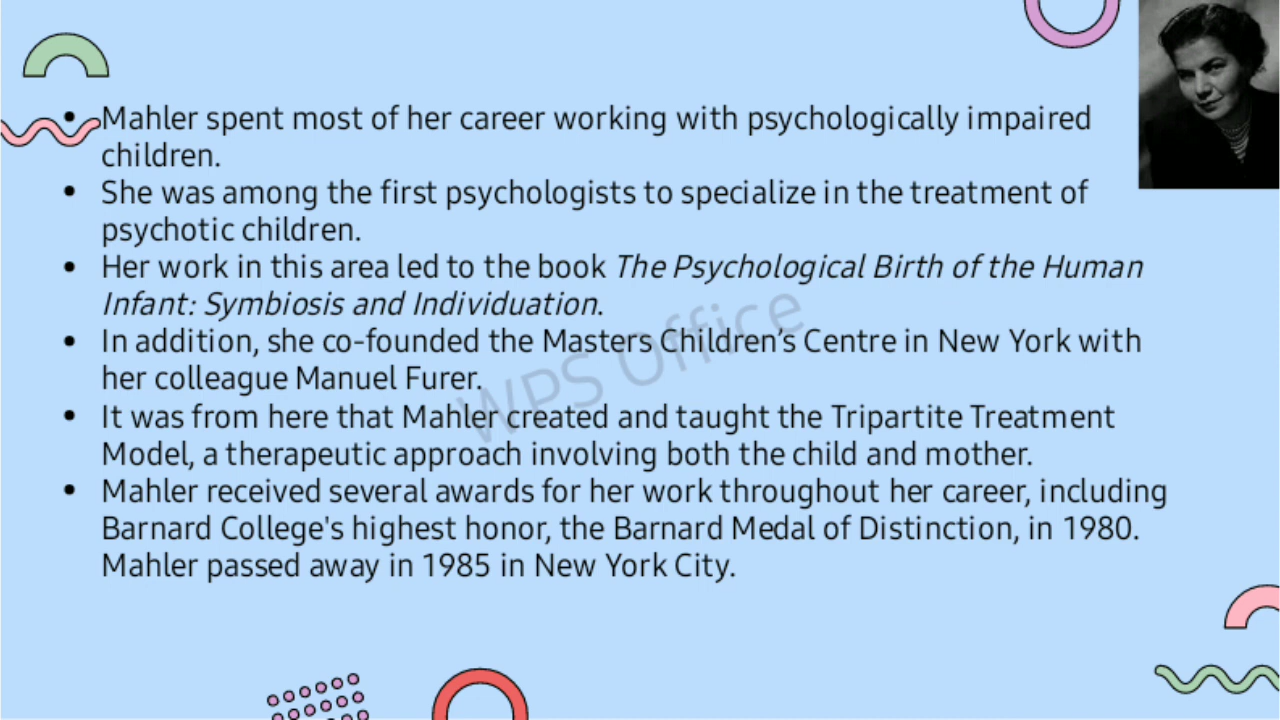 • Mahler spent most of her career working with psychologically impaired
children.
• She was among the first psychologists to specialize in the treatment of
psychotic children.
• Her work in this area led to the book The Psychological Birth of the Human
Infant: Symbiosis and Individuation.
• In addition, she co-founded the Masters Children’s Centre in New York with
her colleague Manuel Furer.
• It was from here that Mahler created and taught the Tripartite Treatment
Model, a therapeutic approach involving both the child and mother.
• Mahler received several awards for her work throughout her career, including
Barnard College's highest honor, the Barnard Medal of Distinction, in 1980.
Mahler passed away in 1985 in New York City.
WPS Office